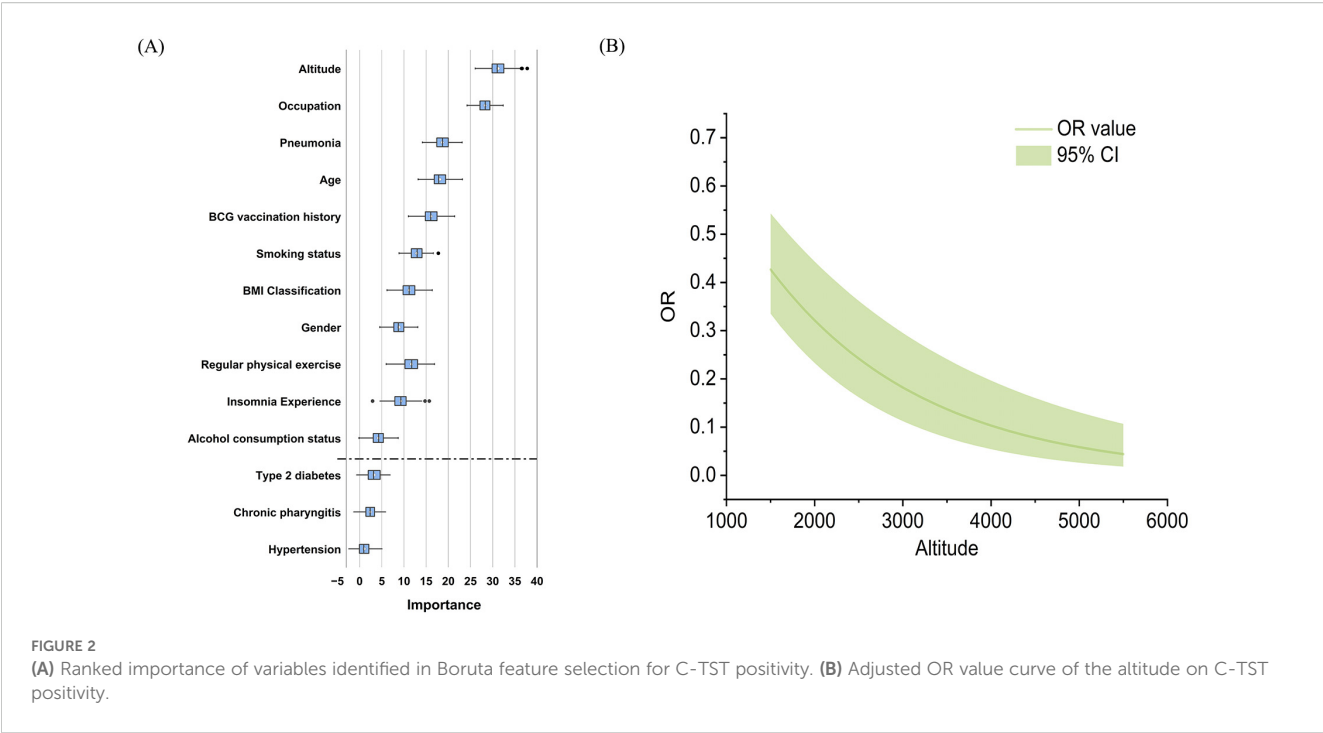 (A)
Altitude
Occupation
Pneumonia
Age
BCG vaccination history
Smoking status
BMI Classification
Gender
Regular physical exercise
Insomnia Experience
Alcohol consumption status
Type 2 diabetes
Chronic pharyngitis
Hypertension
−5 0 5 10 15 20 25 30 35 40
Importance
(B)
OR value
95% CI
0.7
0.6
0.5
0.4
0.3
0.2
0.1
0.0
OR
1000 2000 3000 4000 5000 6000
Altitude
FIGURE 2
(A) Ranked importance of variables identified in Boruta feature selection for C-TST positivity. (B) Adjusted OR value curve of the altitude on C-TST
positivity.